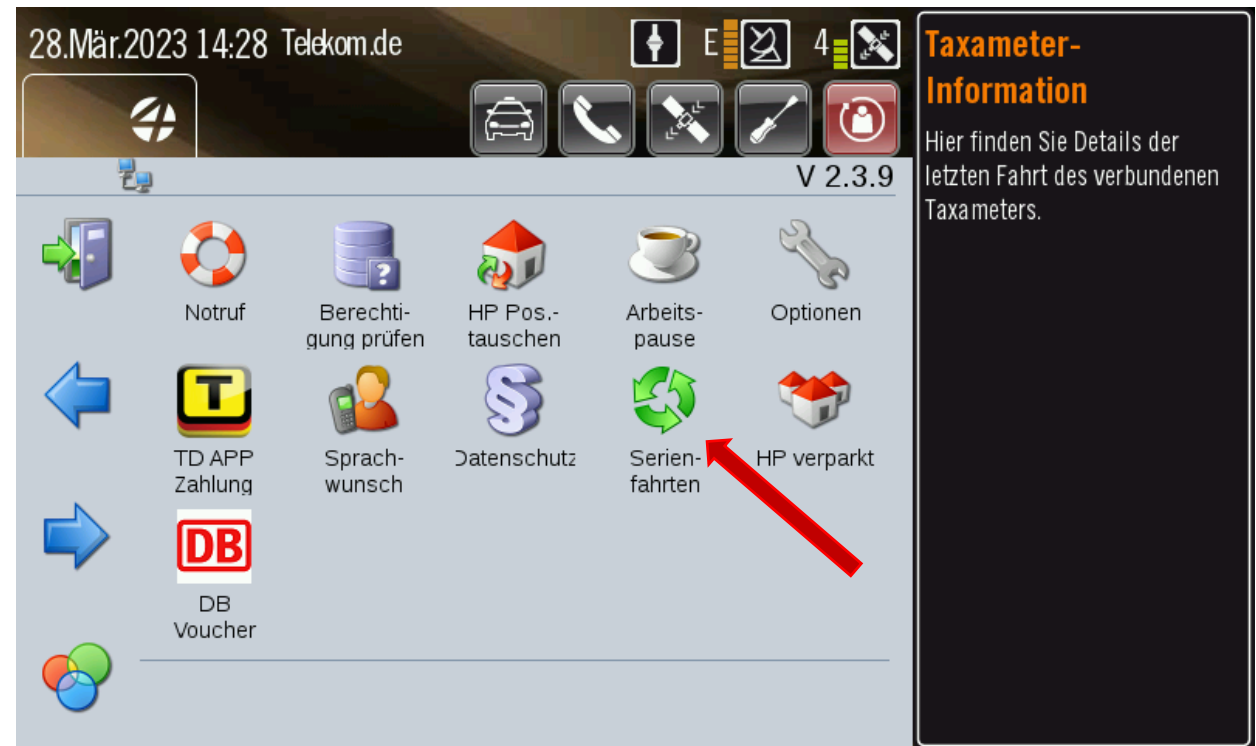 28.Mär.2023 14:28 Telekom.de
E
4
V 2.3.9
Notruf
Berechti-
gung prüfen
HP Pos.-
tauschen
Arbeits-
pause
Optionen
TD APP
Zahlung
Sprach-
wunsch
Datenschutz
Serien-
fahrten
HP verparkt
DB
DB
Voucher
Taxameter-
Information
Hier finden Sie Details der
letzten Fahrt des verbundenen
Taxameters.